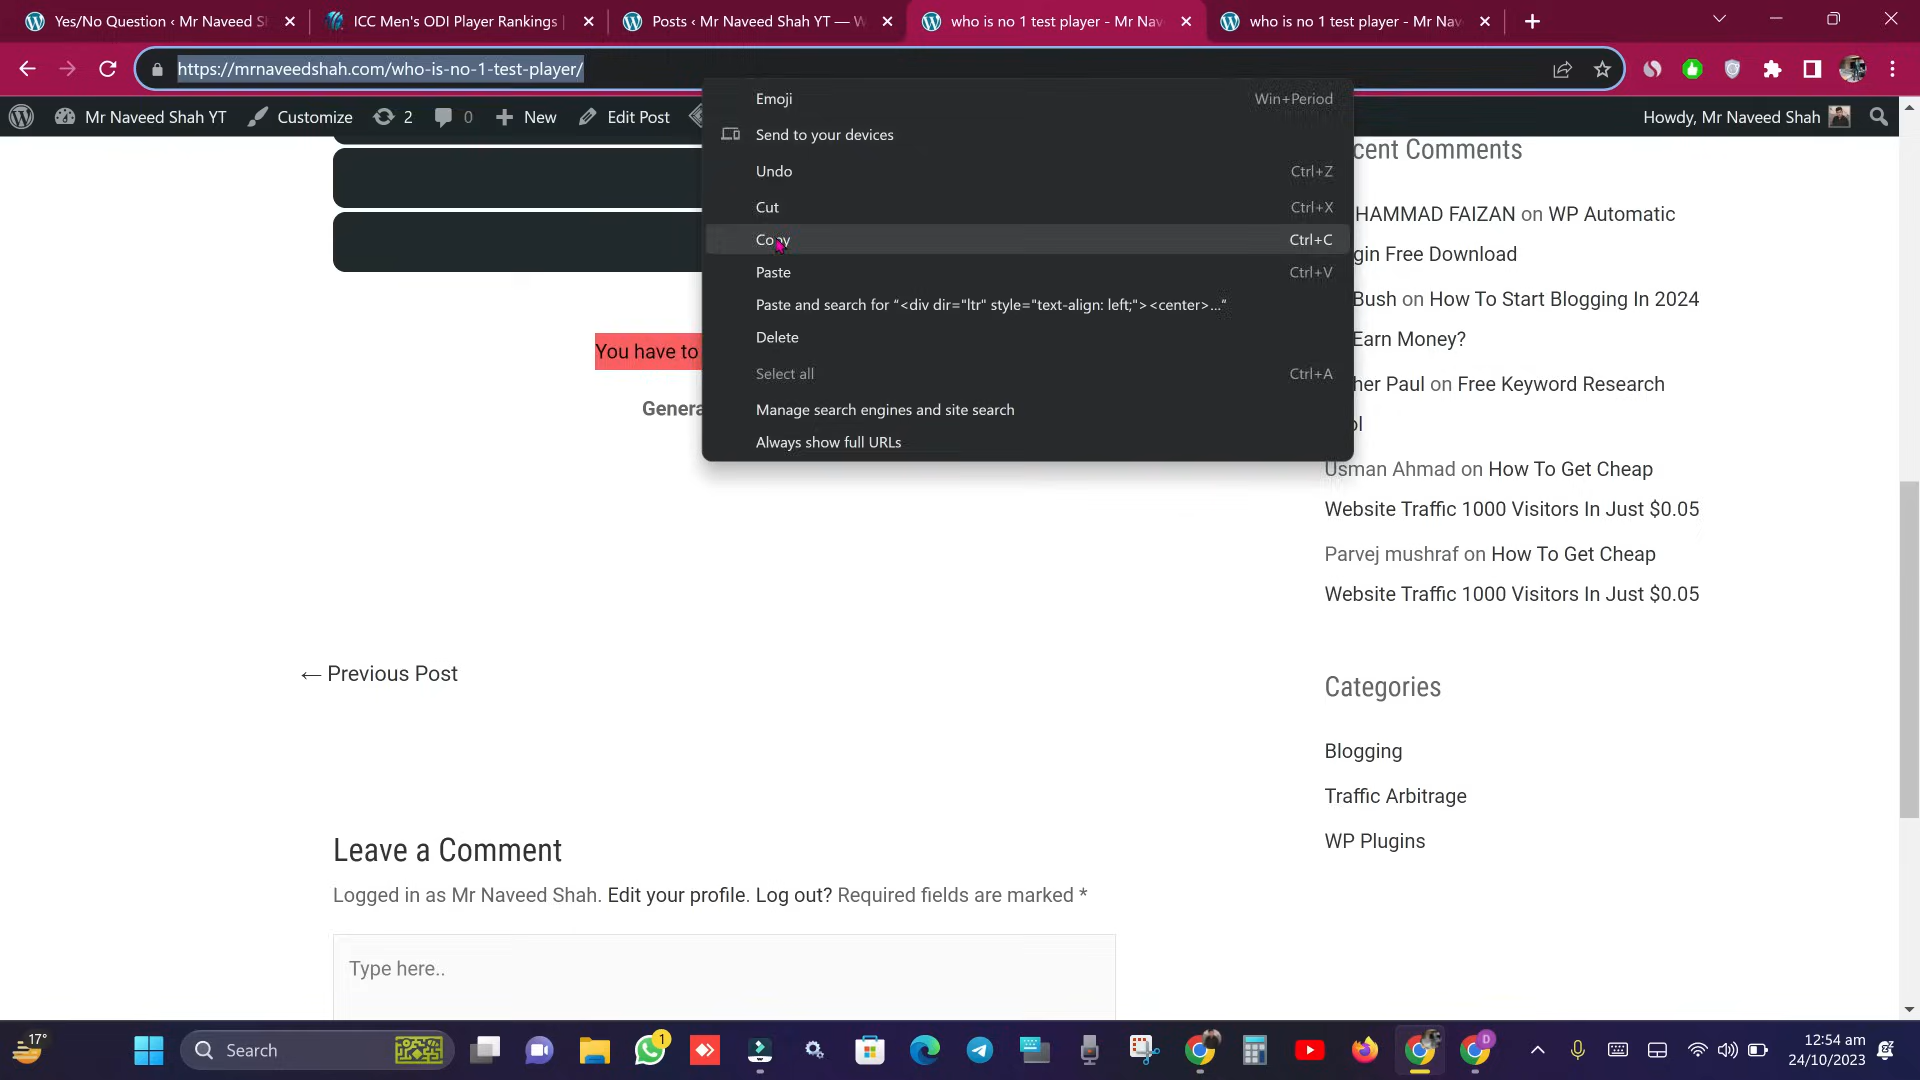 Yes/No Question ‹ Mr Naveed Sh
ICC Men's ODI Player Rankings |
Posts ‹ Mr Naveed Shah YT — W
who is no 1 test player - Mr Nav
who is no 1 test player - Mr Nav
https://mrnaveedshah.com/who-is-no-1-test-player/
Mr Naveed Shah YT
Customize
2
0
New
Edit Post
Howdy, Mr Naveed Shah
Emoji Win+Period
Send to your devices
Undo Ctrl+Z
Cut Ctrl+X
Copy Ctrl+C
Paste Ctrl+V
Paste and search for “<div dir="ltr" style="text-align: left;"><center>...“
Delete
Select all Ctrl+A
Manage search engines and site search
Always show full URLs
You have to
Genera
← Previous Post
Leave a Comment
Logged in as Mr Naveed Shah. Edit your profile. Log out? Required fields are marked *
Type here..
cent Comments
HAMMAD FAIZAN on WP Automatic
gin Free Download
Bush on How To Start Blogging In 2024
Earn Money?
her Paul on Free Keyword Research
ol
Usman Ahmad on How To Get Cheap
Website Traffic 1000 Visitors In Just $0.05
Parvej mushraf on How To Get Cheap
Website Traffic 1000 Visitors In Just $0.05
Categories
Blogging
Traffic Arbitrage
WP Plugins
17°
Search
1
D
12:54 am
24/10/2023